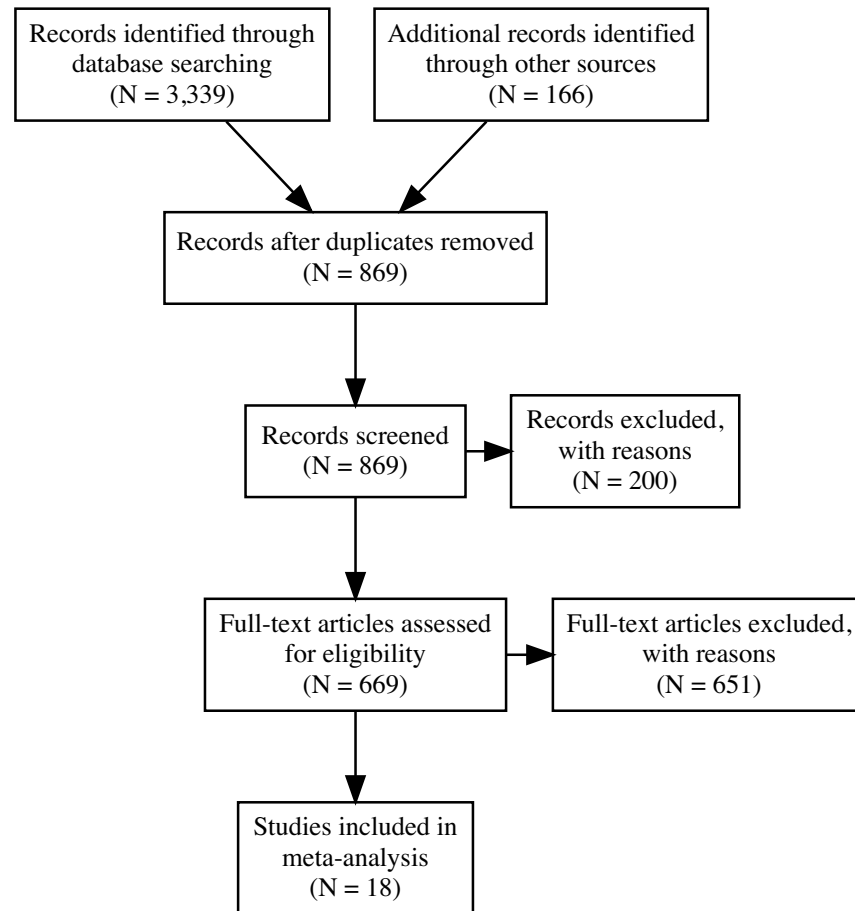 Records identified through
database searching
(N = 3,339)
Additional records identified
through other sources
(N = 166)
Records after duplicates removed
(N = 869)
Records screened
(N = 869)
Records excluded,
with reasons
(N = 200)
Full-text articles assessed
for eligibility
(N = 669)
Full-text articles excluded,
with reasons
(N = 651)
Studies included in
meta-analysis
(N = 18)